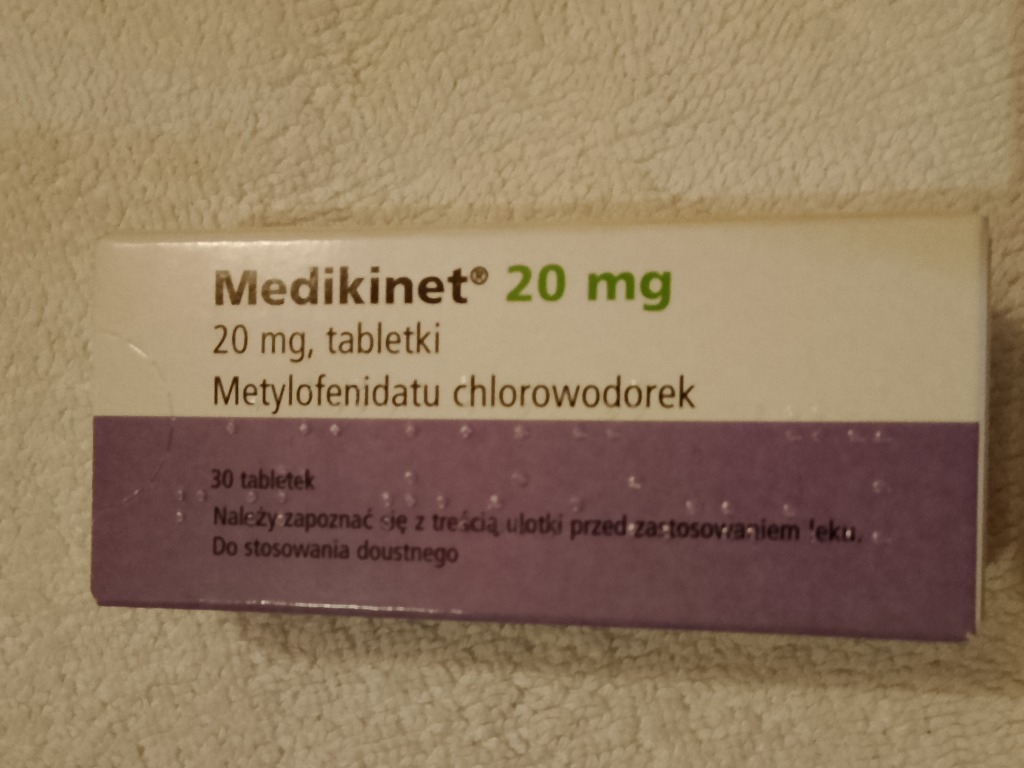 Medikinet® 20 mg
20 mg, tabletki
Metylofenidatu chlorowodorek
30 tabletek
Należy zapoznać się z treścią ulotki przed zastosowaniem leku.
Do stosowania doustnego